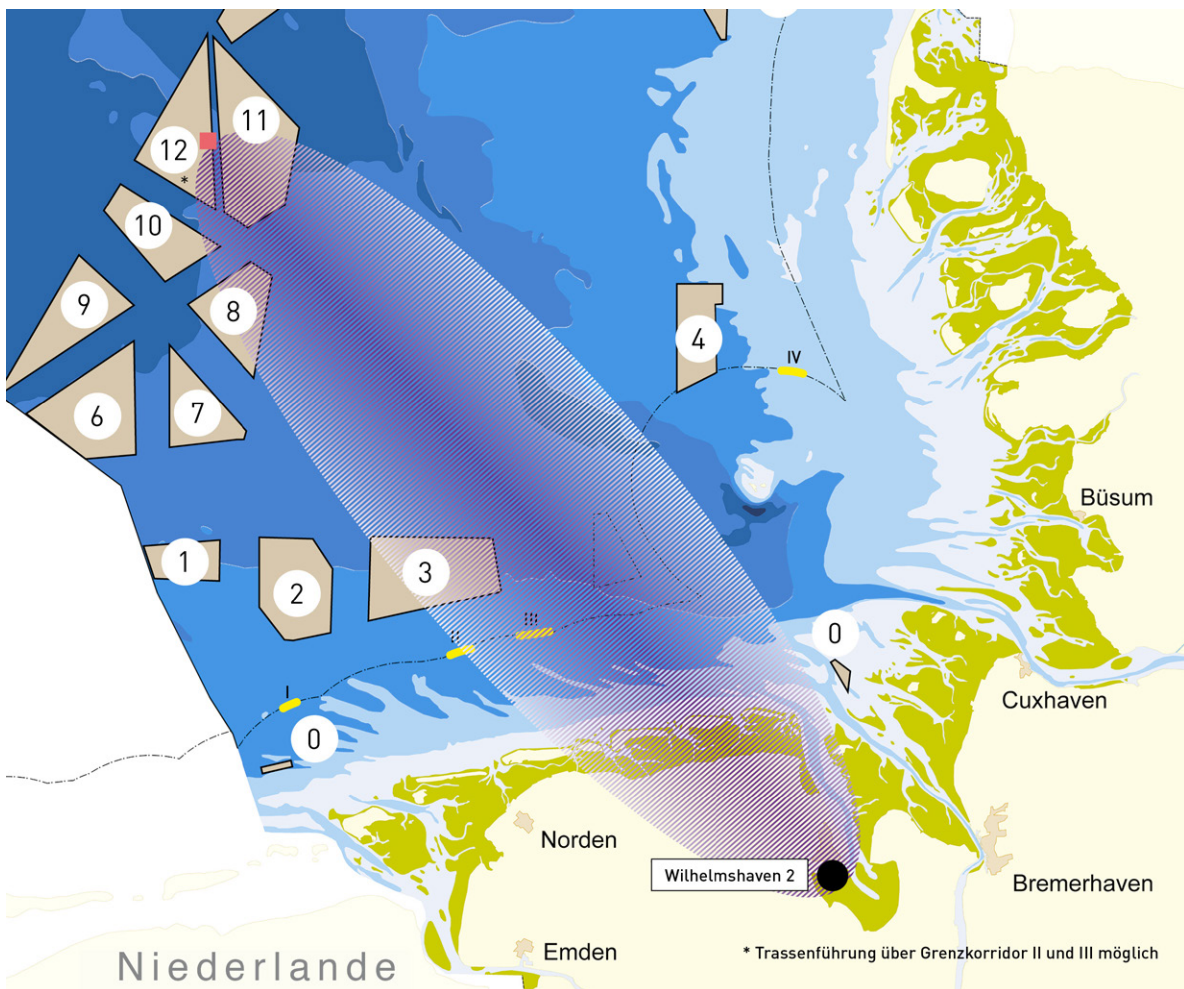 11
12
*
10
9
8
4
IV
6
7
Büsum
1
2
3
III
II
0
I
Cuxhaven
0
Norden
Wilhelmshaven 2
Bremerhaven
Emden
* Trassenführung über Grenzkorridor II und III möglich
Niederlande